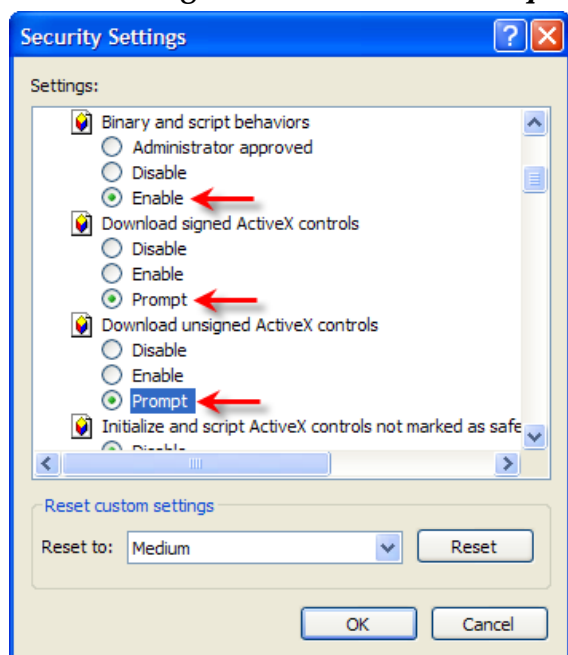 Security Settings
Settings:
Binary and script behaviors
Administrator approved
Disable
Enable
Download signed ActiveX controls
Disable
Enable
Prompt
Download unsigned ActiveX controls
Disable
Enable
Prompt
Initialize and script ActiveX controls not marked as safe
Disable
Reset custom settings
Reset to: Medium Reset
OK Cancel